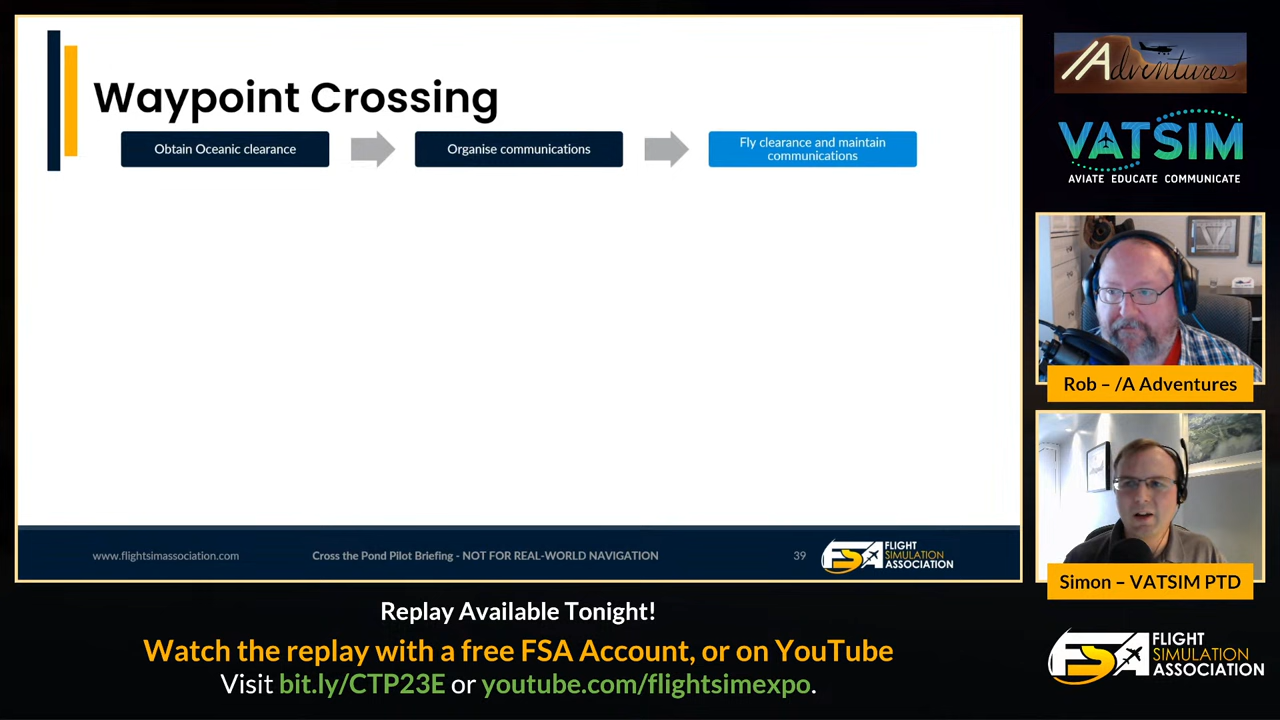 Waypoint Crossing
Obtain Oceanic clearance
Organise communications
Fly clearance and maintain
communications
www.flightsimassociation.com
Cross the Pond Pilot Briefing - NOT FOR REAL-WORLD NAVIGATION
39
FSA FLIGHT
SIMULATION
ASSOCIATION
/Adventures
VATSIM
AVIATE EDUCATE COMMUNICATE
Rob – /A Adventures
Simon – VATSIM PTD
Replay Available Tonight!
Watch the replay with a free FSA Account, or on YouTube
Visit bit.ly/CTP23E or youtube.com/flightsimexpo.
FSA FLIGHT
SIMULATION
ASSOCIATION